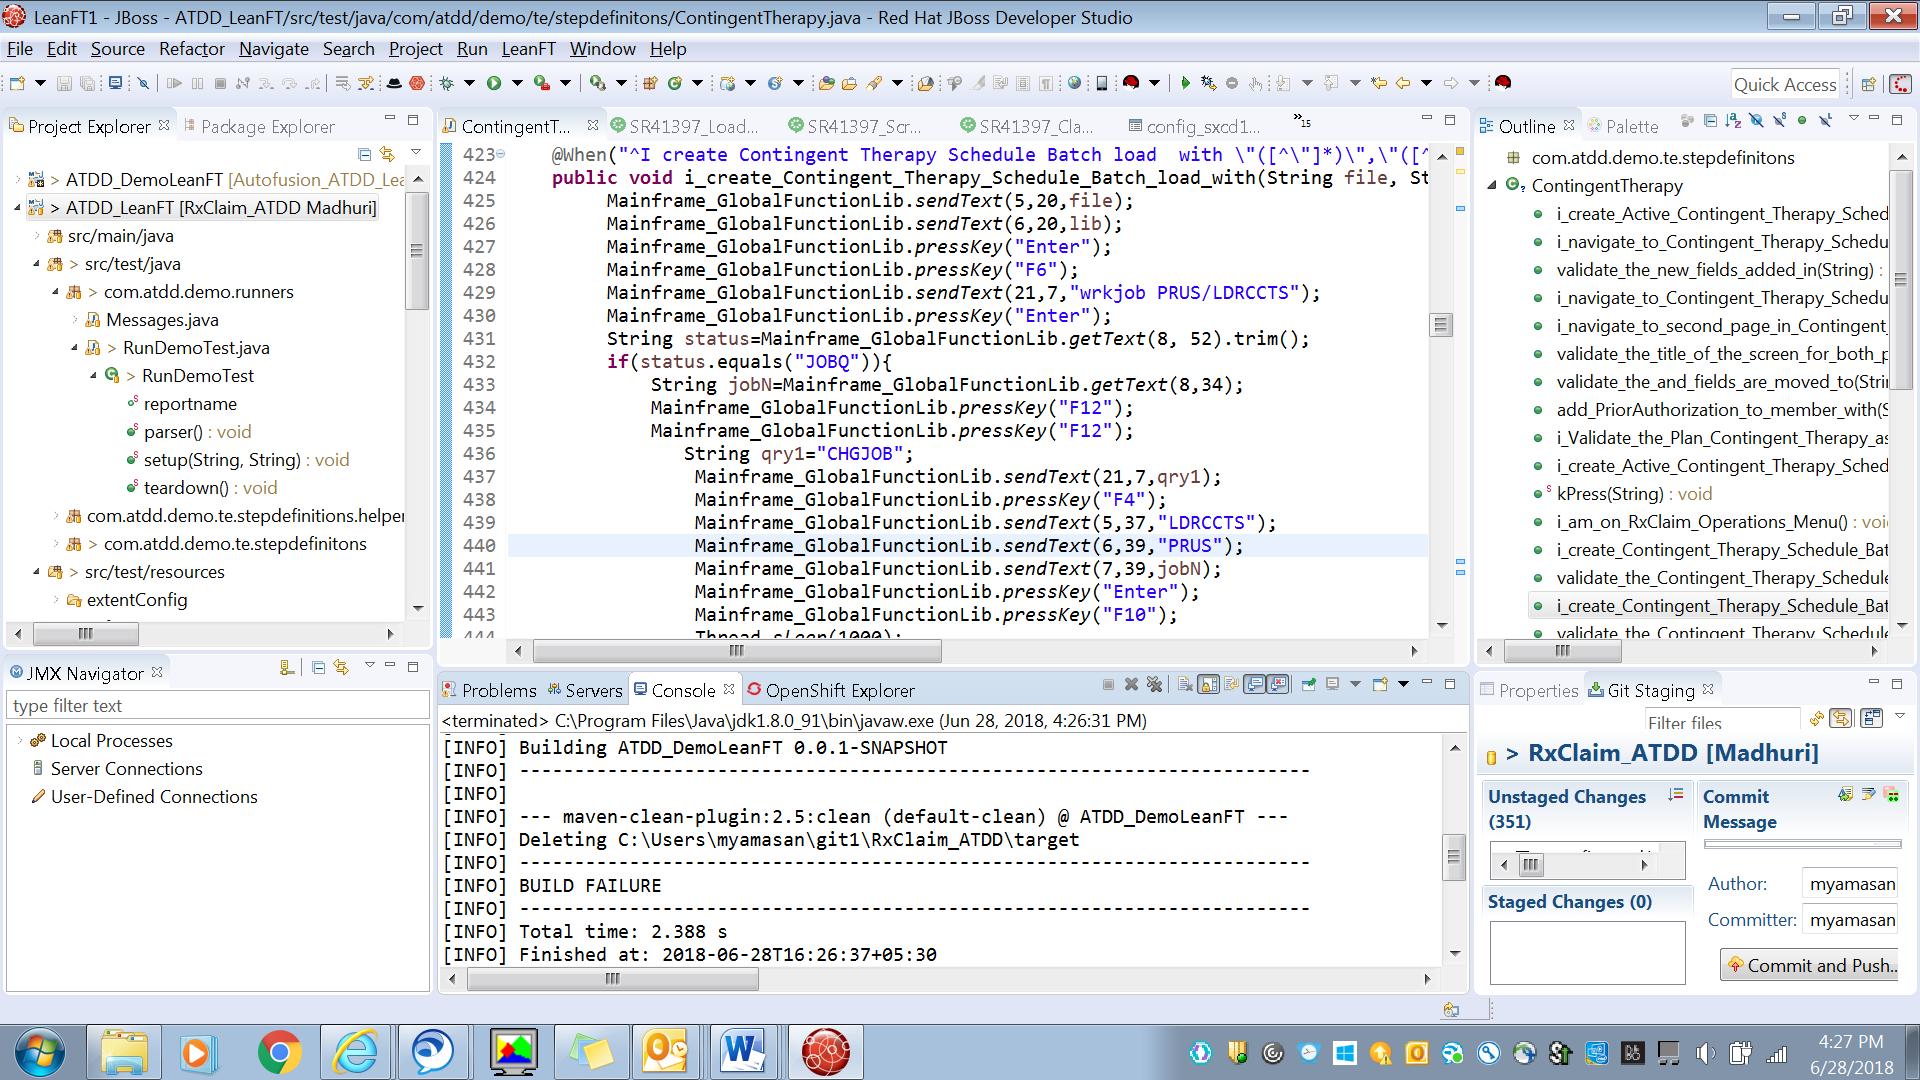 LeanFT1 - JBoss - ATDD_LeanFT/src/test/java/com/atdd/demo/te/stepdefinitons/ContingentTherapy.java - Red Hat JBoss Developer Studio
File Edit Source Refactor Navigate Search Project Run LeanFT Window Help
Quick Access
Project Explorer
Package Explorer
> ATDD_DemoLeanFT [Autofusion_ATDD_Lea
> ATDD_LeanFT [RxClaim_ATDD Madhuri]
src/main/java
> src/test/java
> com.atdd.demo.runners
Messages.java
> RunDemoTest.java
> RunDemoTest
reportname
parser() : void
setup(String, String) : void
teardown() : void
com.atdd.demo.te.stepdefinitions.helper
> com.atdd.demo.te.stepdefinitons
> src/test/resources
extentConfig
JMX Navigator
type filter text
Local Processes
Server Connections
User-Defined Connections
ContingentT... SR41397_Load... SR41397_Scr... SR41397_Cla... config_sxcd1... »15
423 @When("^I create Contingent Therapy Schedule Batch load  with \"([^\"]*)\",\"([^
424 public void i_create_Contingent_Therapy_Schedule_Batch_load_with(String file, St
425 Mainframe_GlobalFunctionLib.sendText(5,20,file);
426 Mainframe_GlobalFunctionLib.sendText(6,20,lib);
427 Mainframe_GlobalFunctionLib.pressKey("Enter");
428 Mainframe_GlobalFunctionLib.pressKey("F6");
429 Mainframe_GlobalFunctionLib.sendText(21,7,"wrkjob PRUS/LDRCCTS");
430 Mainframe_GlobalFunctionLib.pressKey("Enter");
431 String status=Mainframe_GlobalFunctionLib.getText(8, 52).trim();
432 if(status.equals("JOBQ")){
433 String jobN=Mainframe_GlobalFunctionLib.getText(8,34);
434 Mainframe_GlobalFunctionLib.pressKey("F12");
435 Mainframe_GlobalFunctionLib.pressKey("F12");
436 String qry1="CHGJOB";
437 Mainframe_GlobalFunctionLib.sendText(21,7,qry1);
438 Mainframe_GlobalFunctionLib.pressKey("F4");
439 Mainframe_GlobalFunctionLib.sendText(5,37,"LDRCCTS");
440 Mainframe_GlobalFunctionLib.sendText(6,39,"PRUS");
441 Mainframe_GlobalFunctionLib.sendText(7,39,jobN);
442 Mainframe_GlobalFunctionLib.pressKey("Enter");
443 Mainframe_GlobalFunctionLib.pressKey("F10");
444 Thread.sleep(1000);
Problems Servers Console OpenShift Explorer
<terminated> C:\Program Files\Java\jdk1.8.0_91\bin\javaw.exe (Jun 28, 2018, 4:26:31 PM)
[INFO] Building ATDD_DemoLeanFT 0.0.1-SNAPSHOT
[INFO] ------------------------------------------------------------------------
[INFO]
[INFO] --- maven-clean-plugin:2.5:clean (default-clean) @ ATDD_DemoLeanFT ---
[INFO] Deleting C:\Users\myamasan\git1\RxClaim_ATDD\target
[INFO] ------------------------------------------------------------------------
[INFO] BUILD FAILURE
[INFO] ------------------------------------------------------------------------
[INFO] Total time: 2.388 s
[INFO] Finished at: 2018-06-28T16:26:37+05:30
Outline
Palette
com.atdd.demo.te.stepdefinitons
ContingentTherapy
i_create_Active_Contingent_Therapy_Sched
i_navigate_to_Contingent_Therapy_Schedu
validate_the_new_fields_added_in(String) :
i_navigate_to_Contingent_Therapy_Schedu
i_navigate_to_second_page_in_Contingent_
validate_the_title_of_the_screen_for_both_p
validate_the_and_fields_are_moved_to(Stri
add_PriorAuthorization_to_member_with(S
i_Validate_the_Plan_Contingent_Therapy_as
i_create_Active_Contingent_Therapy_Sched
kPress(String) : void
i_am_on_RxClaim_Operations_Menu() : voi
i_create_Contingent_Therapy_Schedule_Bat
validate_the_Contingent_Therapy_Schedule
i_create_Contingent_Therapy_Schedule_Bat
validate_the_Contingent_Therapy_Schedule
Properties
Git Staging
Filter files
> RxClaim_ATDD [Madhuri]
Unstaged Changes (351)
Staged Changes (0)
Commit Message
Author: myamasan
Committer: myamasan
Commit and Push..
4:27 PM
6/28/2018